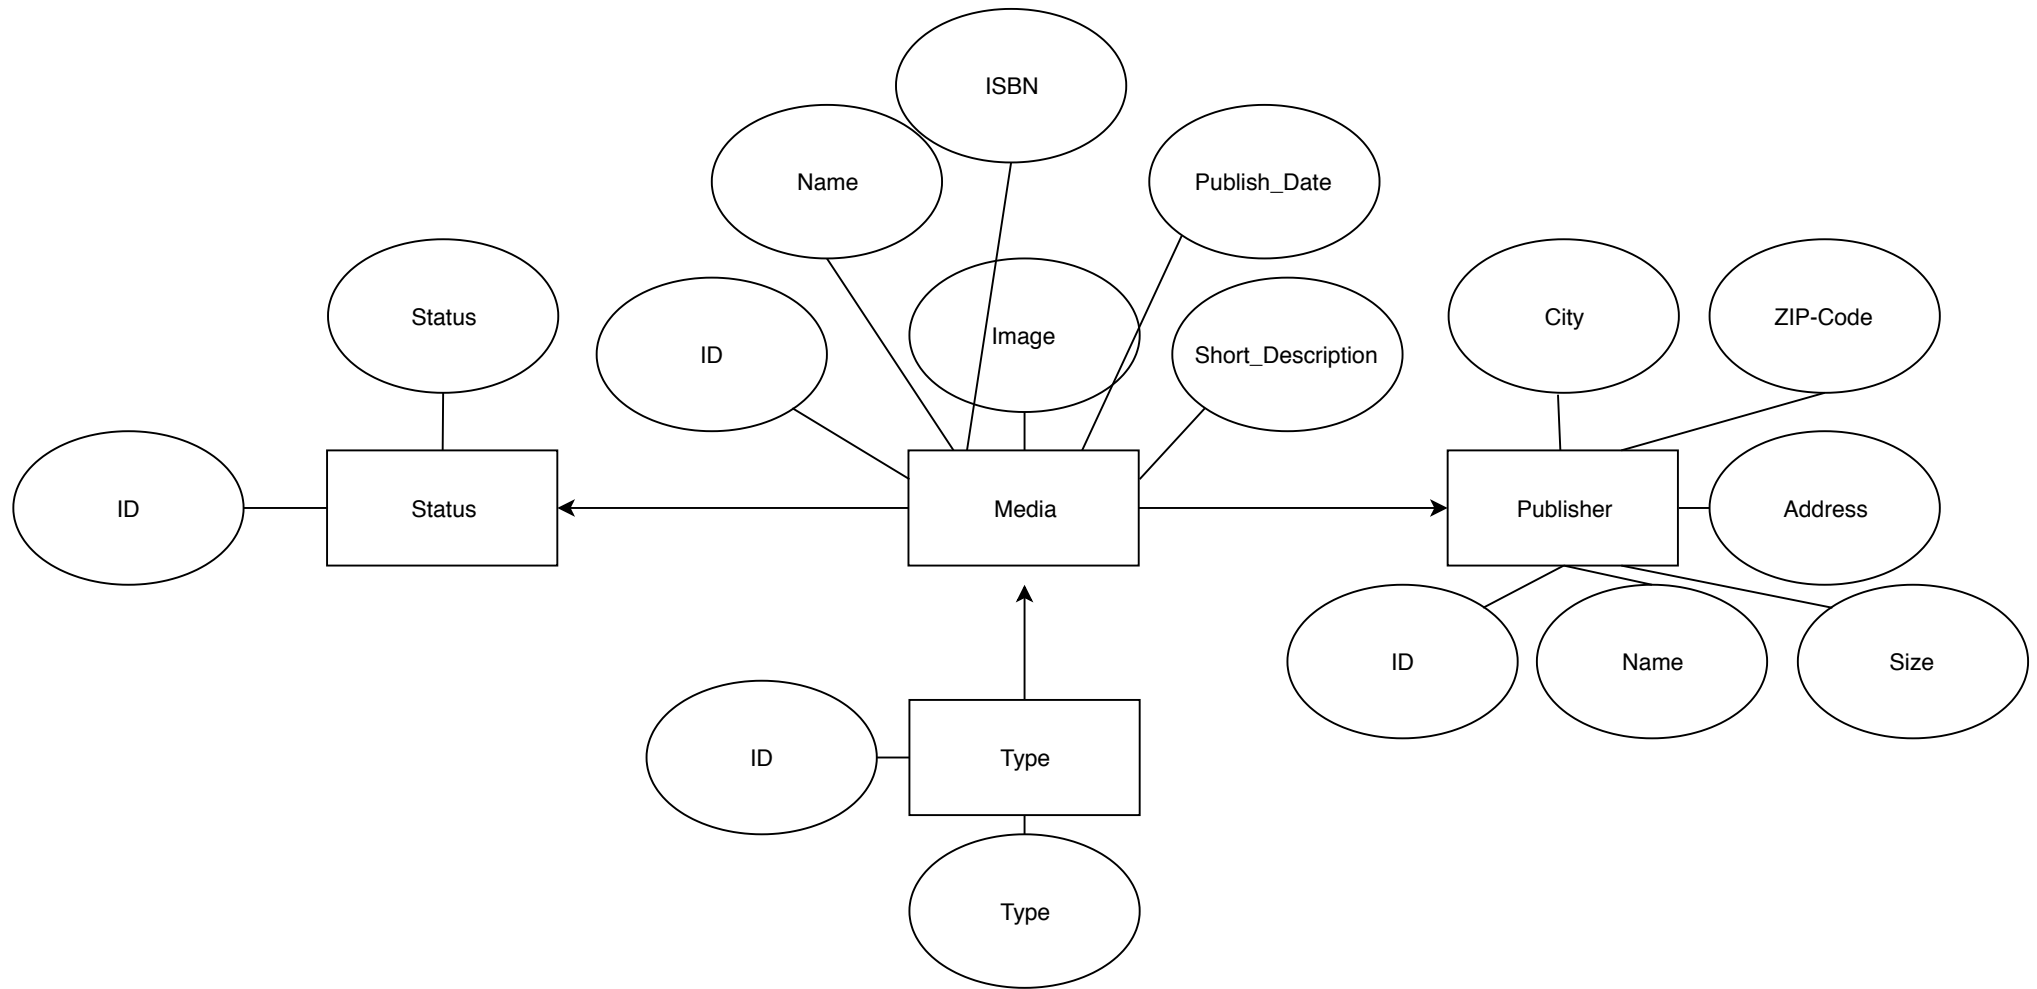 ISBN
Name
Publish_Date
Status
City
ZIP-Code
Image
ID
Short_Description
ID
Status
Media
Publisher
Address
ID
Name
Size
ID
Type
Type